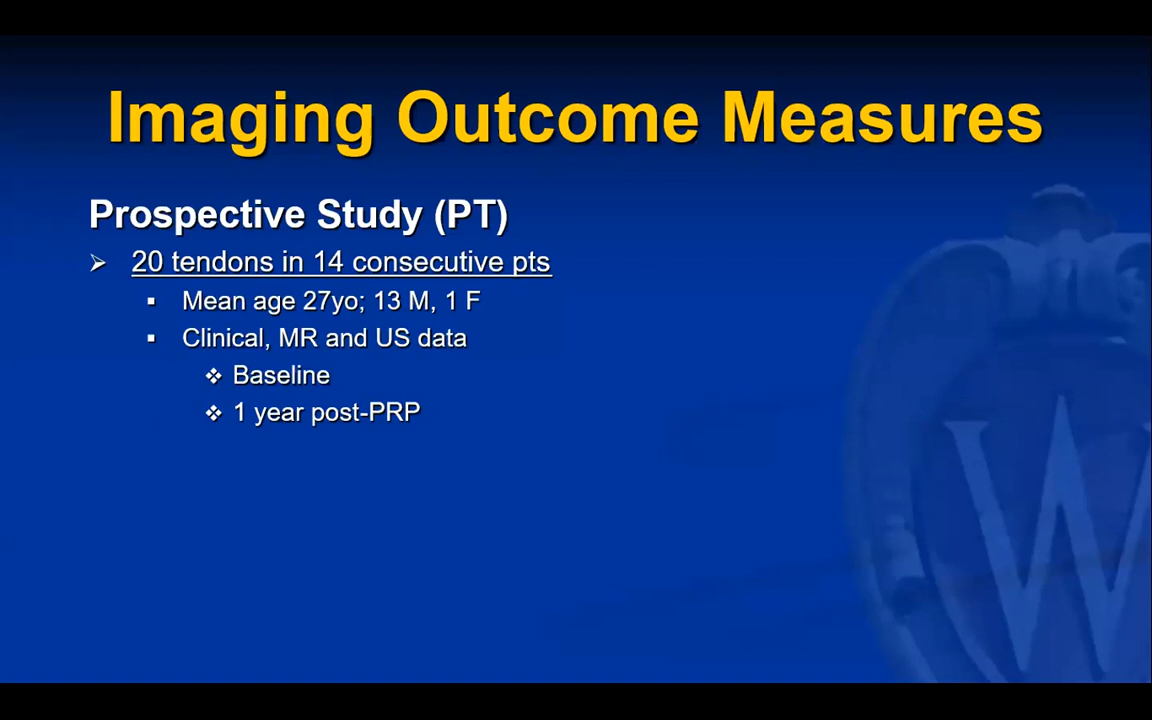 Imaging Outcome Measures
Prospective Study (PT)
➢ 20 tendons in 14 consecutive pts
▪ Mean age 27yo; 13 M, 1 F
▪ Clinical, MR and US data
❖ Baseline
❖ 1 year post-PRP
W